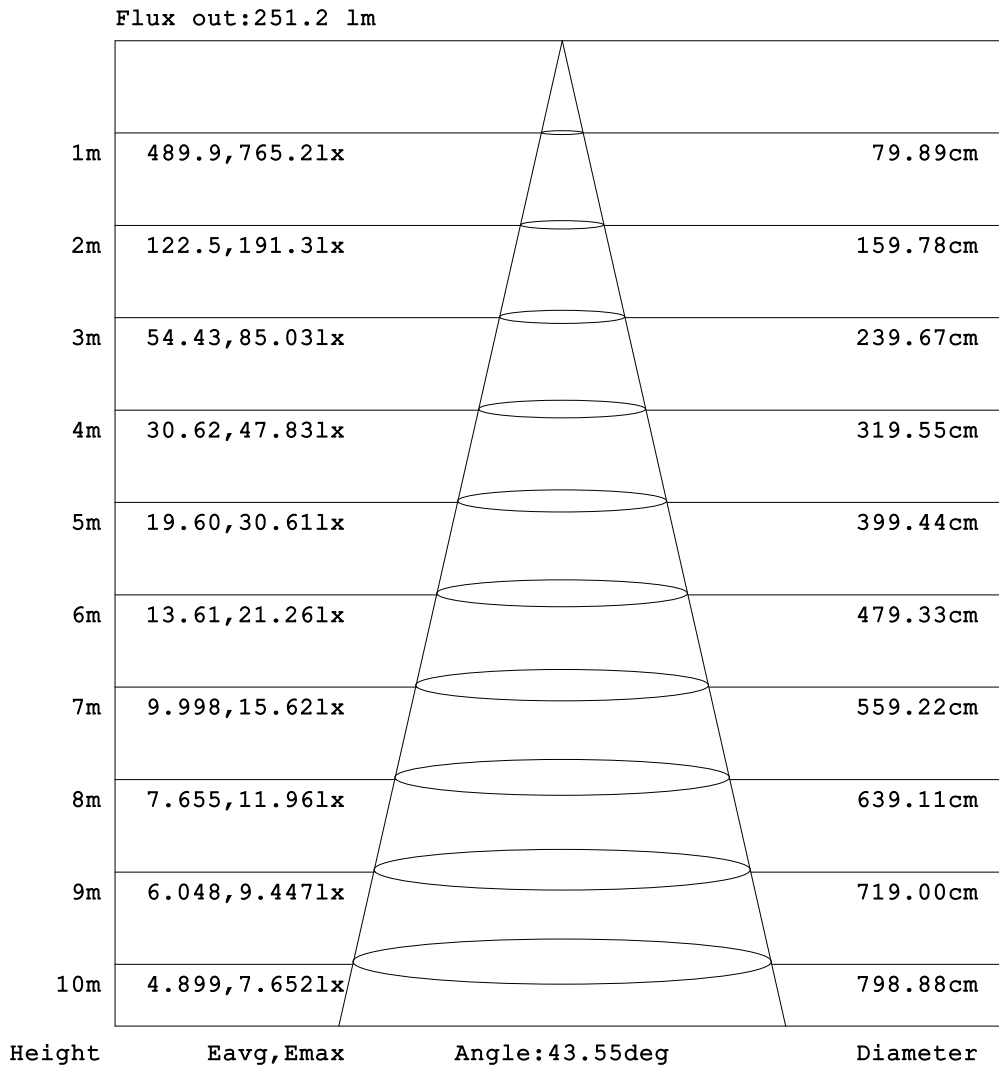 Flux out:251.2 lm
1m 489.9,765.2lx 79.89cm
2m 122.5,191.3lx 159.78cm
3m 54.43,85.03lx 239.67cm
4m 30.62,47.83lx 319.55cm
5m 19.60,30.61lx 399.44cm
6m 13.61,21.26lx 479.33cm
7m 9.998,15.62lx 559.22cm
8m 7.655,11.96lx 639.11cm
9m 6.048,9.447lx 719.00cm
10m 4.899,7.652lx 798.88cm
Height Eavg,Emax Angle:43.55deg Diameter